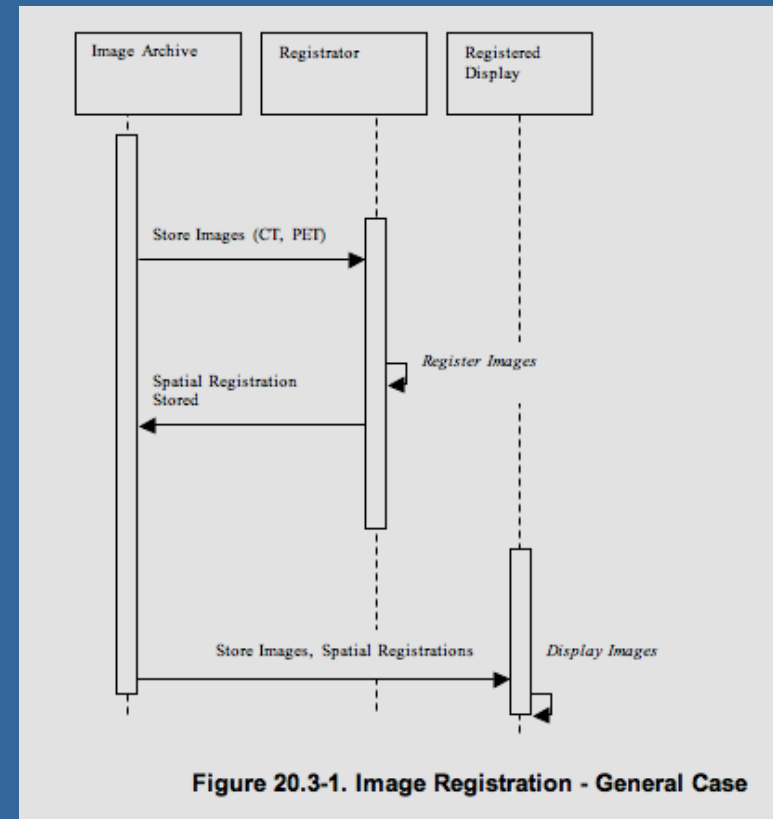 Image Archive
Registrator
Registered
Display
Store Images (CT, PET)
Register Images
Spatial Registration
Stored
Store Images, Spatial Registrations
Display Images
Figure 20.3-1. Image Registration - General Case